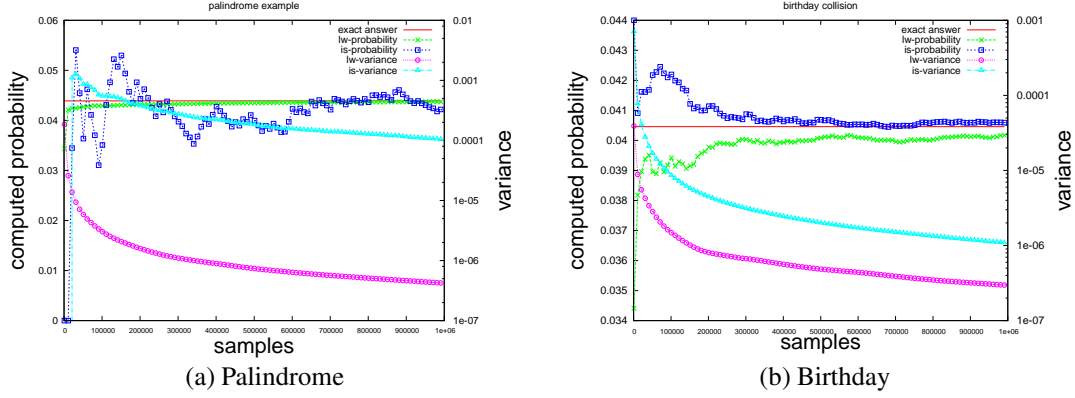 palindrome example
exact answer
lw-probability
is-probability
lw-variance
is-variance
0.06
0.05
0.04
0.03
0.02
0.01
0
computed probability
0.01
0.001
0.0001
1e-05
1e-06
1e-07
variance
0 100000 200000 300000 400000 500000 600000 700000 800000 900000 1e+06
samples
(a) Palindrome
birthday collision
exact answer
lw-probability
is-probability
lw-variance
is-variance
0.044
0.043
0.042
0.041
0.04
0.039
0.038
0.037
0.036
0.035
0.034
computed probability
0.001
0.0001
1e-05
1e-06
1e-07
variance
0 100000 200000 300000 400000 500000 600000 700000 800000 900000 1e+06
samples
(b) Birthday